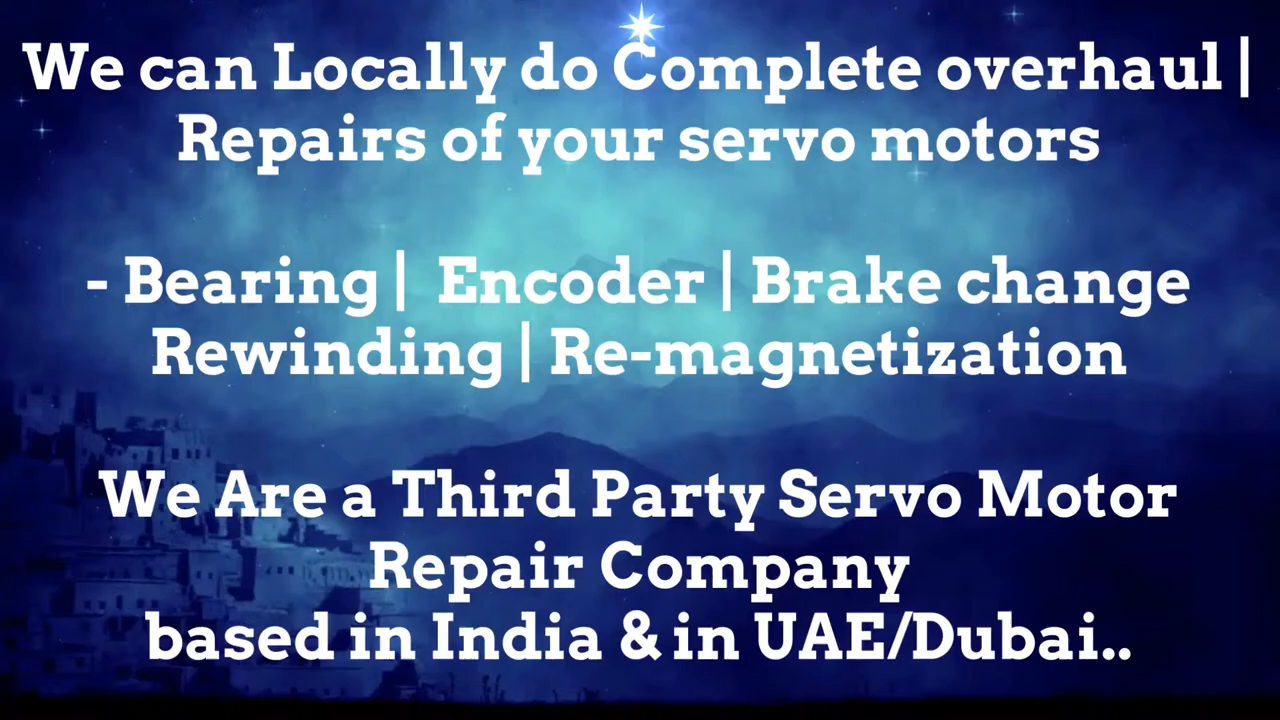 We can Locally do Complete overhaul |
Repairs of your servo motors
- Bearing | Encoder | Brake change
Rewinding | Re-magnetization
We Are a Third Party Servo Motor
Repair Company
based in India & in UAE/Dubai..